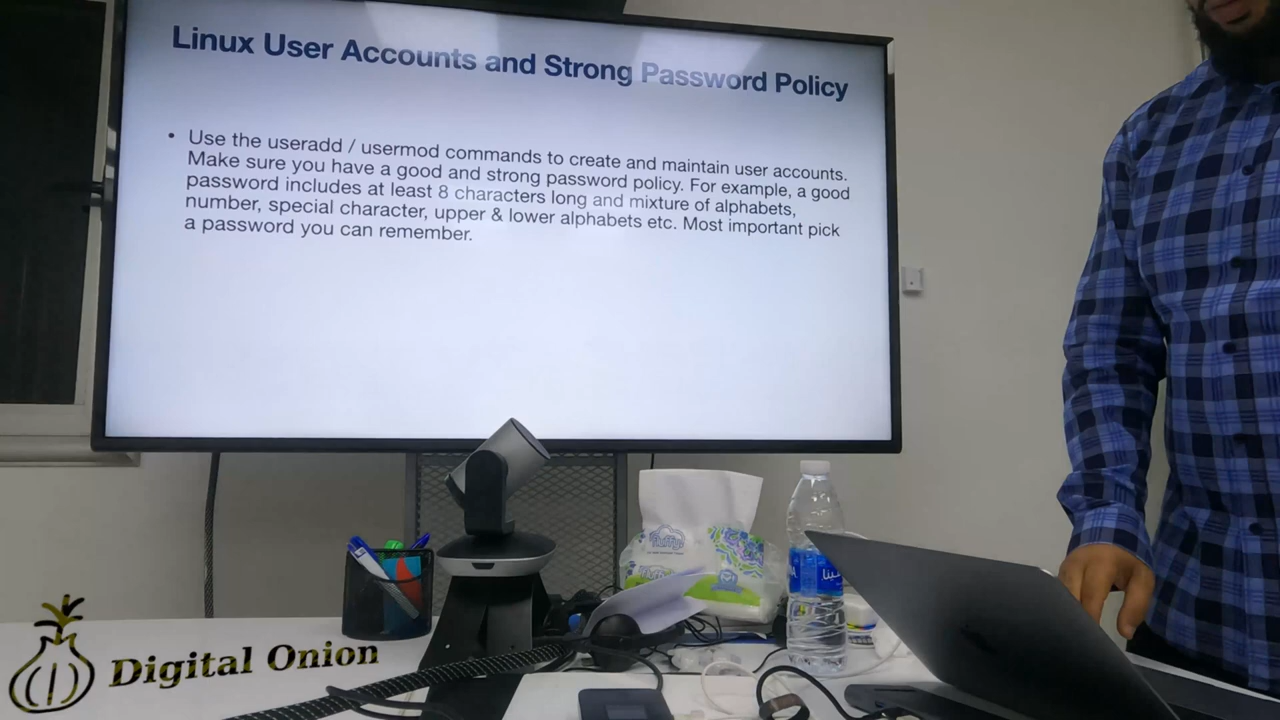 Linux User Accounts and Strong Password Policy
• Use the useradd / usermod commands to create and maintain user accounts.
Make sure you have a good and strong password policy. For example, a good
password includes at least 8 characters long and mixture of alphabets,
number, special character, upper & lower alphabets etc. Most important pick
a password you can remember.
fluffy
Digital Onion